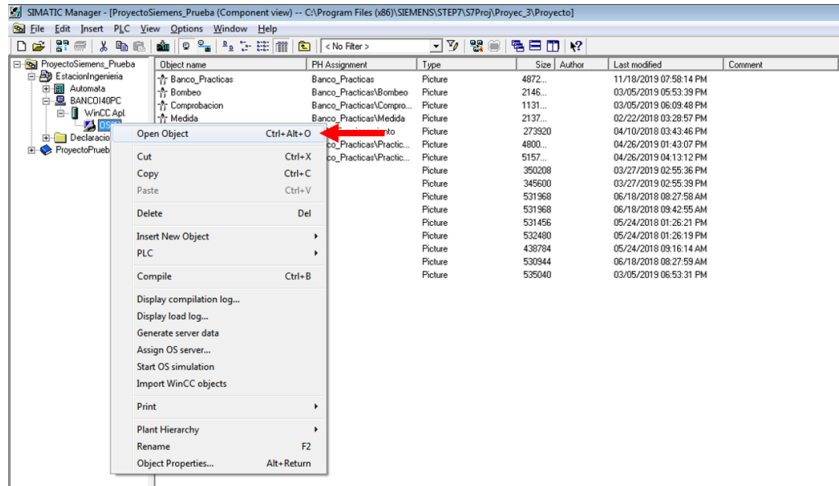 SIMATIC Manager - [ProyectoSiemens_Prueba (Component view) -- C:\Program Files (x86)\SIEMENS\STEP7\S7Proj\Proyec_3\Proyecto]
File Edit Insert PLC View Options Window Help
< No Filter >
ProyectoSiemens_Prueba
EstacionIngenieria
Automata
BANCO140PC
WinCC Apl.
Declaracio
ProyectoPrueb
Object name PH Assignment Type Size Author Last modified Comment
Banco_Practicas Banco_Practicas Picture 4872... 11/18/2019 07:58:14 PM
Bombeo Banco_Practicas\Bombeo Picture 2146... 03/05/2019 05:53:39 PM
Comprobacion Banco_Practicas\Compro... Picture 1131... 03/05/2019 06:09:48 PM
Medida Banco_Practicas\Medida Picture 2137... 02/22/2018 03:28:57 PM
nto Picture 273920 04/10/2018 03:43:46 PM
co_Practicas\Practic... Picture 4800... 04/26/2019 01:43:07 PM
co_Practicas\Practic... Picture 5157... 04/26/2019 04:13:12 PM
Picture 350208 03/27/2019 02:55:36 PM
Picture 345600 03/27/2019 02:55:39 PM
Picture 531968 06/18/2018 08:27:58 AM
Picture 531968 06/18/2018 09:42:55 AM
Picture 531456 05/24/2018 01:26:21 PM
Picture 532480 05/24/2018 01:26:19 PM
Picture 438784 05/24/2018 09:16:14 AM
Picture 530944 06/18/2018 08:27:59 AM
Picture 535040 03/05/2019 06:53:31 PM
Open Object Ctrl+Alt+O
Cut Ctrl+X
Copy Ctrl+C
Paste Ctrl+V
Delete Del
Insert New Object
PLC
Compile Ctrl+B
Display compilation log...
Display load log...
Generate server data
Assign OS server...
Start OS simulation
Import WinCC objects
Print
Plant Hierarchy
Rename F2
Object Properties... Alt+Return